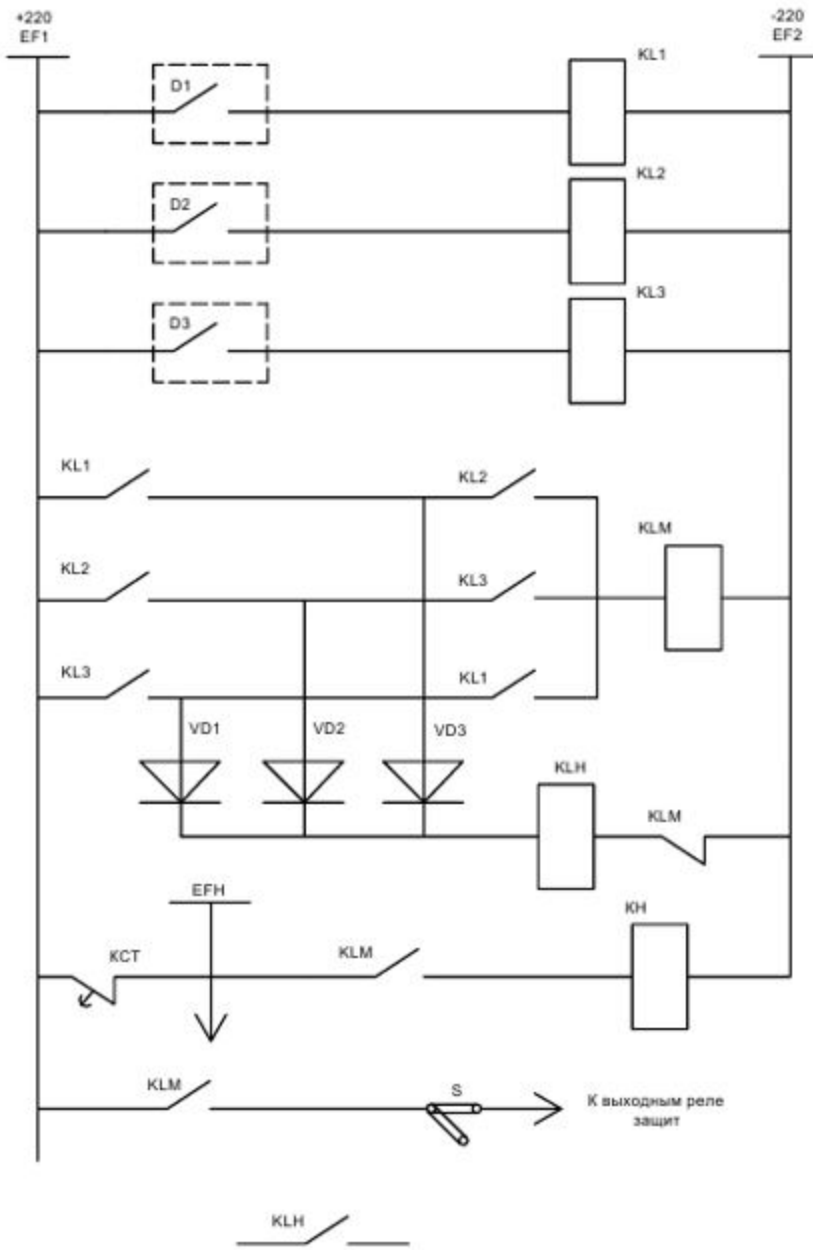 +220
EF1
-220
EF2
D1
KL1
D2
KL2
D3
KL3
KL1
KL2
KLM
KL2
KL3
KL3
KL1
VD1
VD2
VD3
KLH
KLM
EFH
KCT
KLM
KH
KLM
S
К выходным реле
защит
KLH